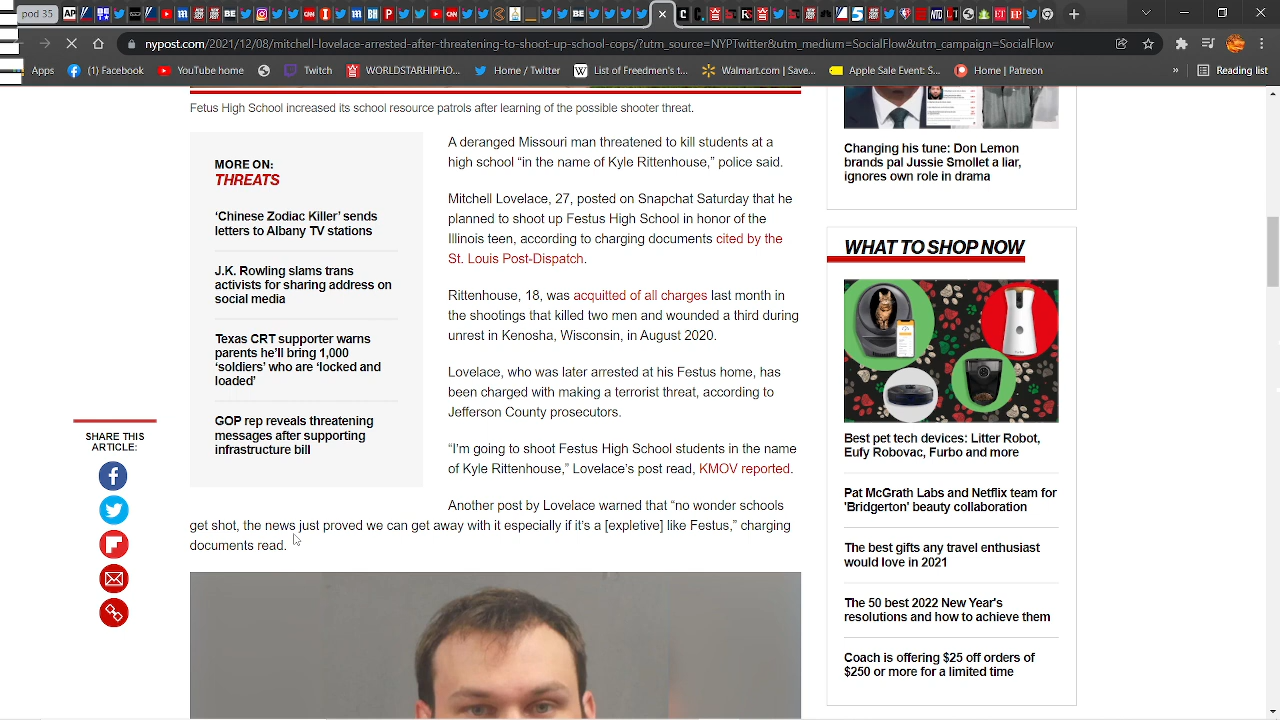 pod 33
nypost.com/2021/12/08/mitchell-lovelace-arrested-after-threatening-to-shoot-up-school-cops/?utm_source=NYPTwitter&utm_medium=SocialFlow&utm_campaign=SocialFlow
Apps
(1) Facebook
YouTube home
Twitch
WORLDSTARHIP...
Home / Twitter
List of Freedmen's t...
Walmart.com | Save...
Apple Special Event S...
Home | Patreon
»
Reading list
Fetus High School increased its school resource patrols after learning of the possible shooter threat.
MORE ON:
THREATS
‘Chinese Zodiac Killer’ sends
letters to Albany TV stations
J.K. Rowling slams trans
activists for sharing address on
social media
Texas CRT supporter warns
parents he’ll bring 1,000
‘soldiers’ who are ‘locked and
loaded’
GOP rep reveals threatening
messages after supporting
infrastructure bill
SHARE THIS
ARTICLE:
A deranged Missouri man threatened to kill students at a
high school “in the name of Kyle Rittenhouse,” police said.
Mitchell Lovelace, 27, posted on Snapchat Saturday that he
planned to shoot up Festus High School in honor of the
Illinois teen, according to charging documents cited by the
St. Louis Post-Dispatch.
Rittenhouse, 18, was acquitted of all charges last month in
the shootings that killed two men and wounded a third during
unrest in Kenosha, Wisconsin, in August 2020.
Lovelace, who was later arrested at his Festus home, has
been charged with making a terrorist threat, according to
Jefferson County prosecutors.
“I’m going to shoot Festus High School students in the name
of Kyle Rittenhouse,” Lovelace’s post read, KMOV reported.
Another post by Lovelace warned that “no wonder schools
get shot, the news just proved we can get away with it especially if it’s a [expletive] like Festus,” charging
documents read.
Changing his tune: Don Lemon
brands pal Jussie Smollet a liar,
ignores own role in drama
WHAT TO SHOP NOW
Best pet tech devices: Litter Robot,
Eufy Robovac, Furbo and more
Pat McGrath Labs and Netflix team for
'Bridgerton' beauty collaboration
The best gifts any travel enthusiast
would love in 2021
The 50 best 2022 New Year's
resolutions and how to achieve them
Coach is offering $25 off orders of
$250 or more for a limited time